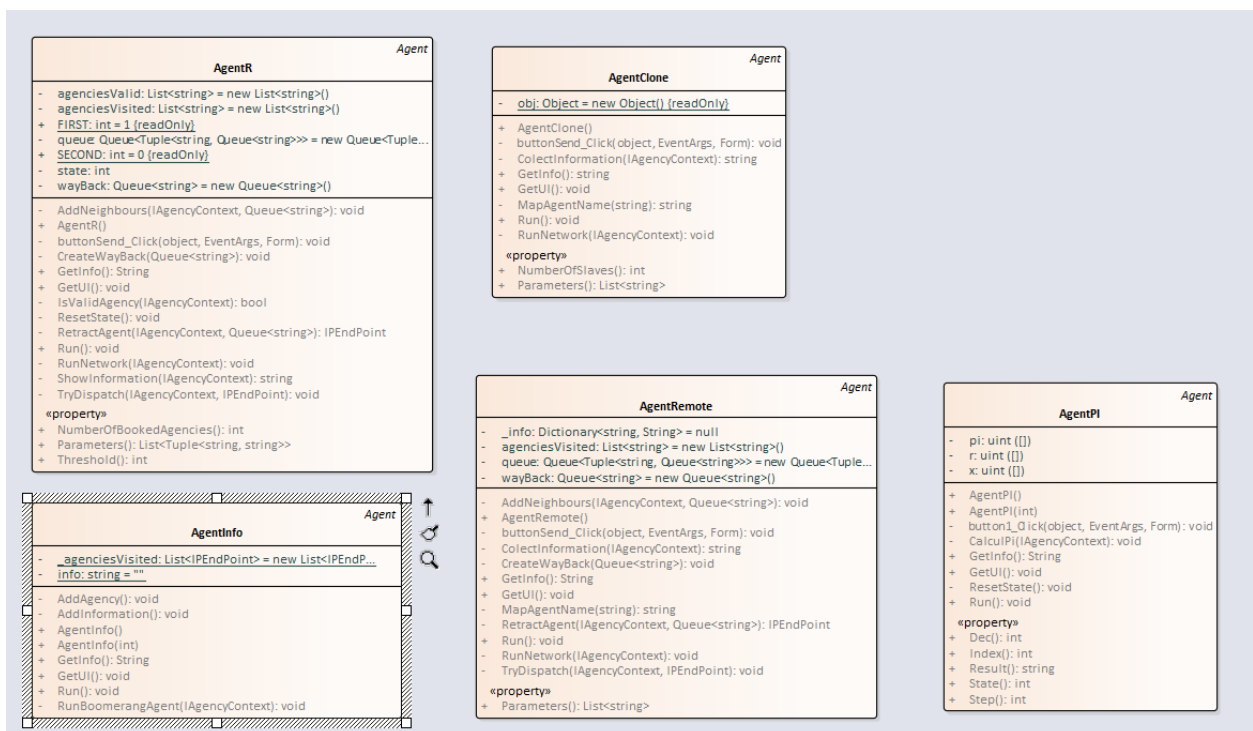 Agent
AgentR
- agenciesValid: List<string> = new List<string>()
- agenciesVisited: List<string> = new List<string>()
+ FIRST: int = 1 {readOnly}
- queue: Queue<Tuple<string, Queue<string>>> = new Queue<Tuple...
+ SECOND: int = 0 {readOnly}
- state: int
- wayBack: Queue<string> = new Queue<string>()
- AddNeighbours(IAgencyContext, Queue<string>): void
+ AgentR()
- buttonSend_Click(object, EventArgs, Form): void
- CreateWayBack(Queue<string>): void
+ GetInfo(): String
+ GetUI(): void
- IsValidAgency(IAgencyContext): bool
- ResetState(): void
- RetractAgent(IAgencyContext, Queue<string>): IPEndPoint
+ Run(): void
- RunNetwork(IAgencyContext): void
- ShowInformation(IAgencyContext): string
- TryDispatch(IAgencyContext, IPEndPoint): void
«property»
+ NumberOfBookedAgencies(): int
+ Parameters(): List<Tuple<string, string>>
+ Threshold(): int
Agent
AgentClone
- obj: Object = new Object() {readOnly}
+ AgentClone()
- buttonSend_Click(object, EventArgs, Form): void
- ColectInformation(IAgencyContext): string
+ GetInfo(): string
+ GetUI(): void
- MapAgentName(string): string
+ Run(): void
- RunNetwork(IAgencyContext): void
«property»
+ NumberOfSlaves(): int
+ Parameters(): List<string>
Agent
AgentInfo
- _agenciesVisited: List<IPEndPoint> = new List<IPEndP...
- info: string = ""
- AddAgency(): void
- AddInformation(): void
+ AgentInfo()
+ AgentInfo(int)
+ GetInfo(): String
+ GetUI(): void
+ Run(): void
- RunBoomerangAgent(IAgencyContext): void
Agent
AgentRemote
- _info: Dictionary<string, String> = null
- agenciesVisited: List<string> = new List<string>()
- queue: Queue<Tuple<string, Queue<string>>> = new Queue<Tuple...
- wayBack: Queue<string> = new Queue<string>()
- AddNeighbours(IAgencyContext, Queue<string>): void
+ AgentRemote()
- buttonSend_Click(object, EventArgs, Form): void
- ColectInformation(IAgencyContext): string
- CreateWayBack(Queue<string>): void
+ GetInfo(): String
+ GetUI(): void
- MapAgentName(string): string
- RetractAgent(IAgencyContext, Queue<string>): IPEndPoint
+ Run(): void
- RunNetwork(IAgencyContext): void
- TryDispatch(IAgencyContext, IPEndPoint): void
«property»
+ Parameters(): List<string>
Agent
AgentPI
- pi: uint ([])
- r: uint ([])
- x: uint ([])
+ AgentPI()
+ AgentPI(int)
- button1_Click(object, EventArgs, Form): void
- CalculPi(IAgencyContext): void
+ GetInfo(): String
+ GetUI(): void
- ResetState(): void
+ Run(): void
«property»
+ Dec(): int
+ Index(): int
+ Result(): string
+ State(): int
+ Step(): int